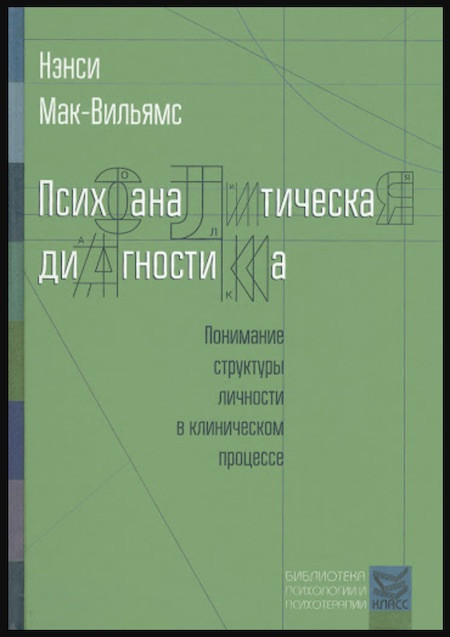 Нэнси
Мак-Вильямс
Психоаналитическая
диагностика
Понимание
структуры
личности
в клиническом
процессе
БИБЛИОТЕКА
ПСИХОЛОГИИ И
ПСИХОТЕРАПИИ
КЛАСС